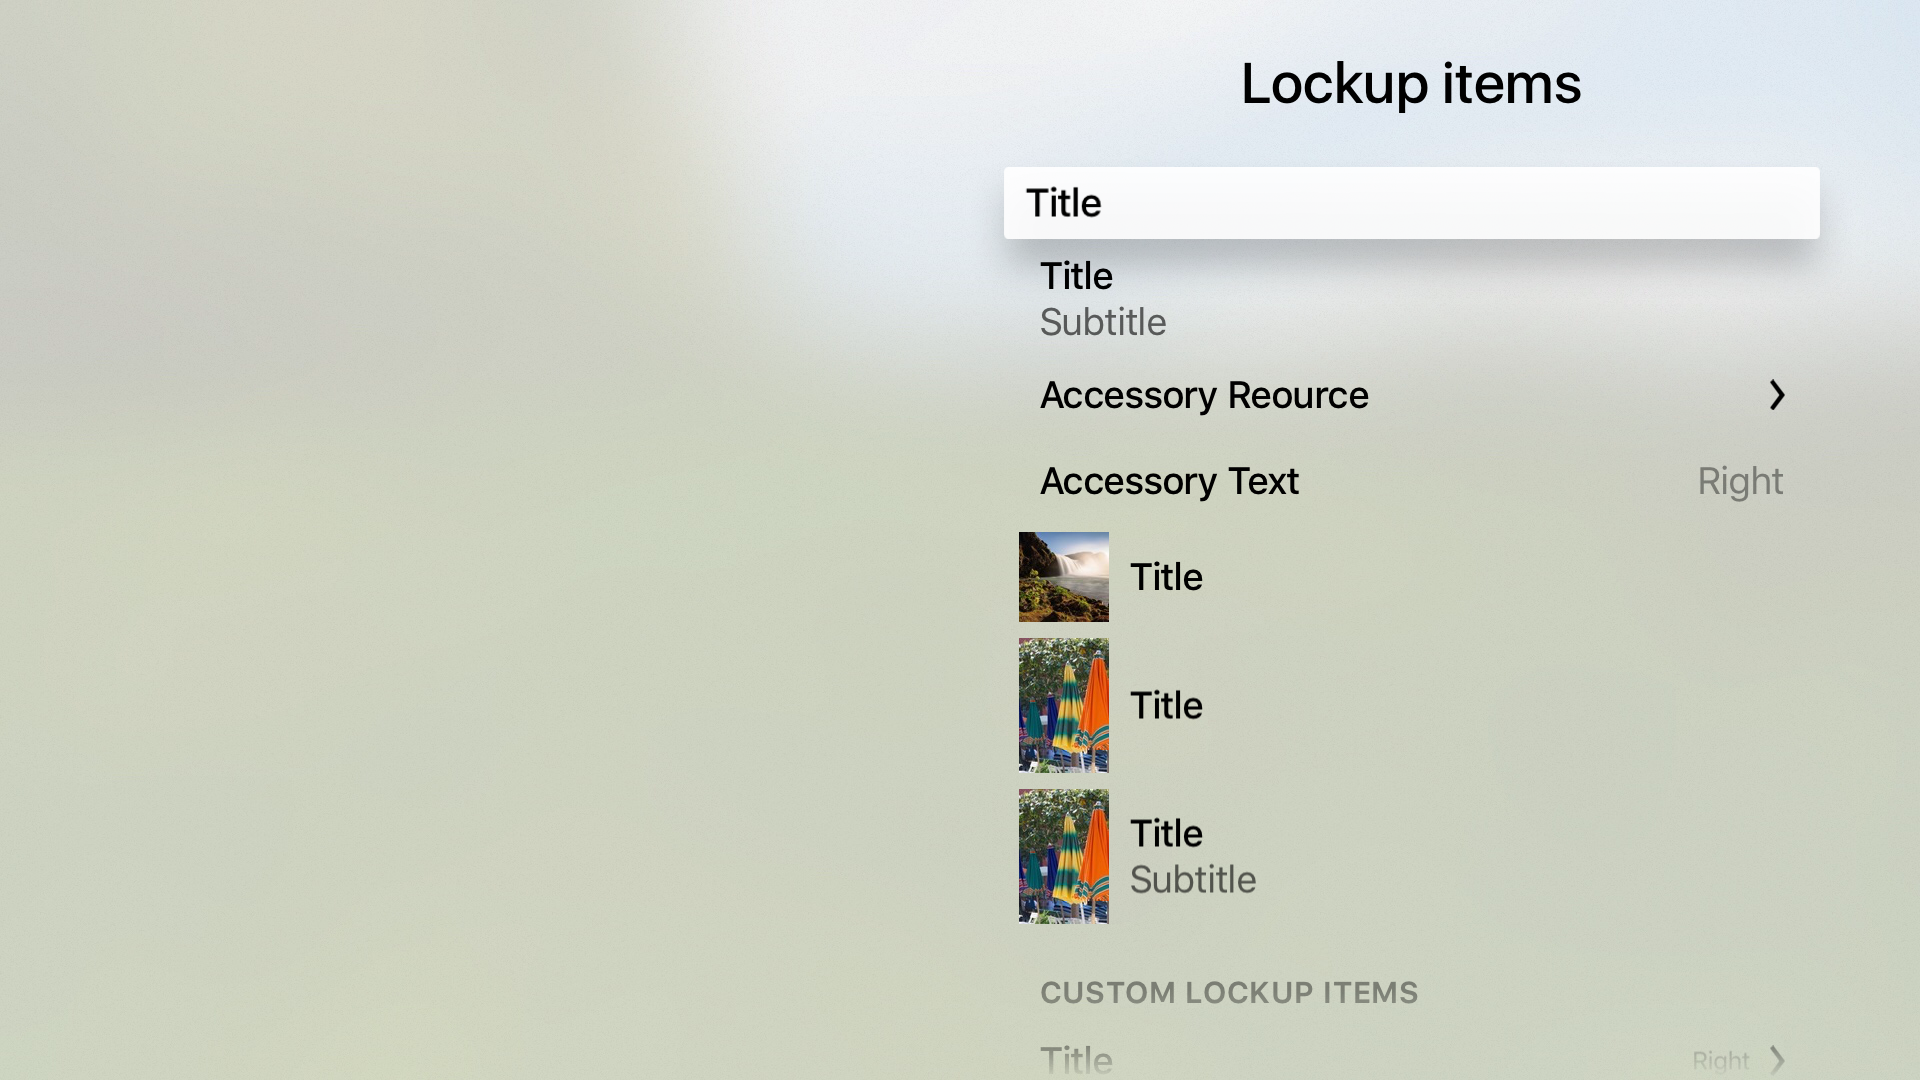 Lockup items
Title
Title
Subtitle
Accessory Reource
Accessory Text Right
Title
Title
Title
Subtitle
CUSTOM LOCKUP ITEMS
Title Right